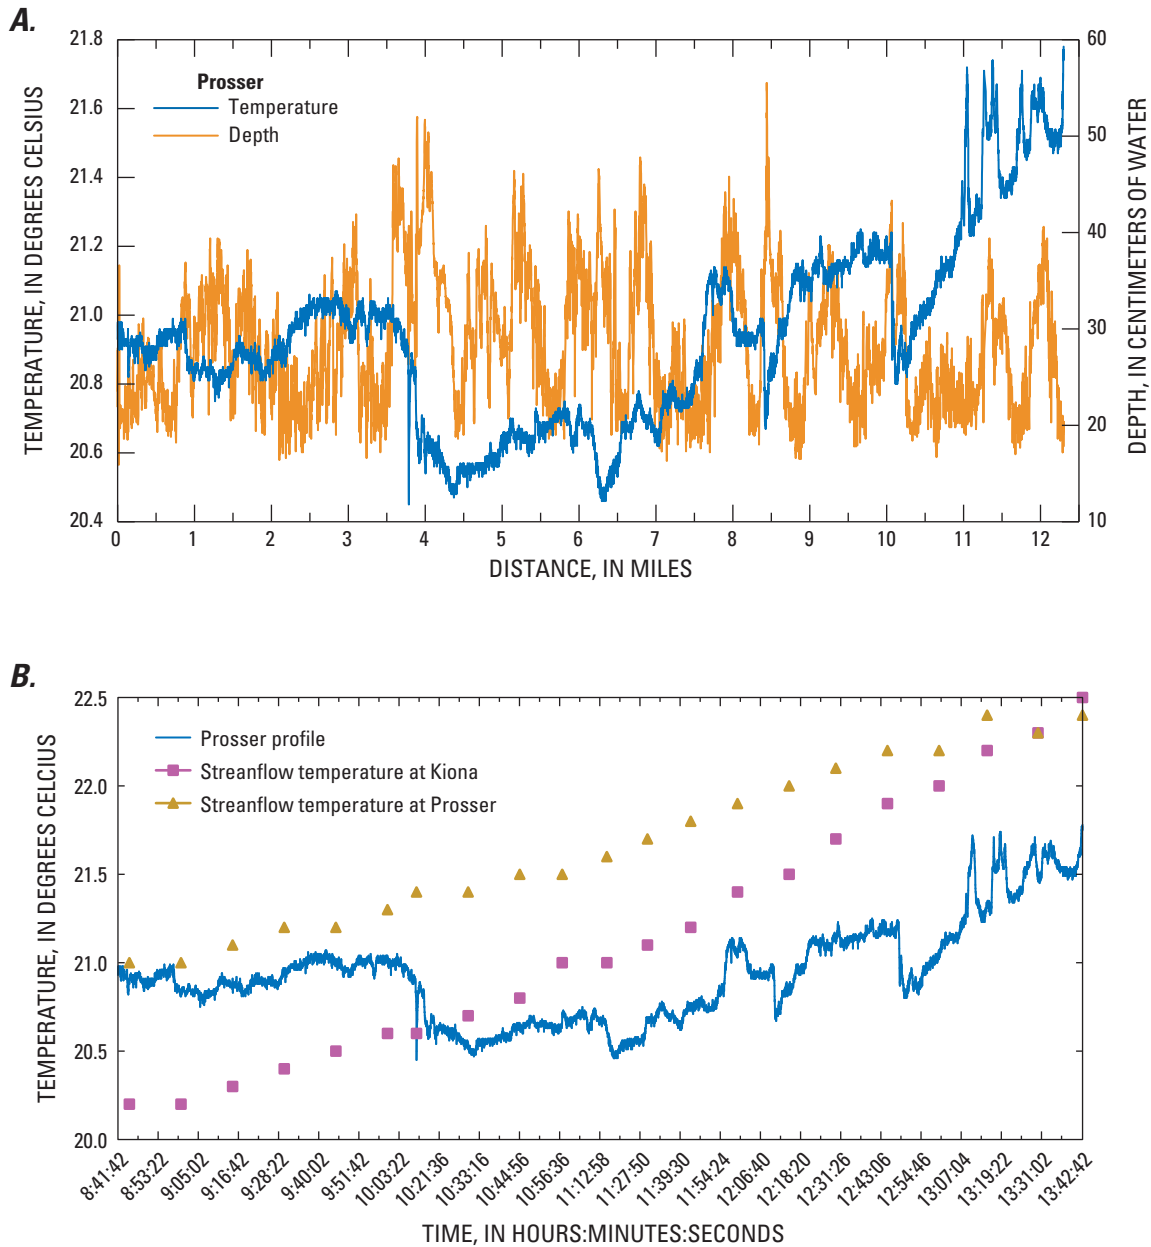 A.
TEMPERATURE, IN DEGREES CELSIUS
21.8
21.6
21.4
21.2
21.0
20.8
20.6
20.4
Prosser
Temperature
Depth
60
50
40
30
20
10
DEPTH, IN CENTIMETERS OF WATER
0 1 2 3 4 5 6 7 8 9 10 11 12
DISTANCE, IN MILES
B.
TEMPERATURE, IN DEGREES CELCIUS
22.5
22.0
21.5
21.0
20.5
20.0
Prosser profile
Streanflow temperature at Kiona
Streanflow temperature at Prosser
8:41:42 8:53:22 9:05:02 9:16:42 9:28:22 9:40:02 9:51:42 10:03:22 10:21:36 10:33:16 10:44:56 10:56:36 11:12:58 11:27:50 11:39:30 11:54:24 12:06:40 12:18:20 12:31:26 12:43:06 12:54:46 13:07:04 13:19:22 13:31:02 13:42:42
TIME, IN HOURS:MINUTES:SECONDS